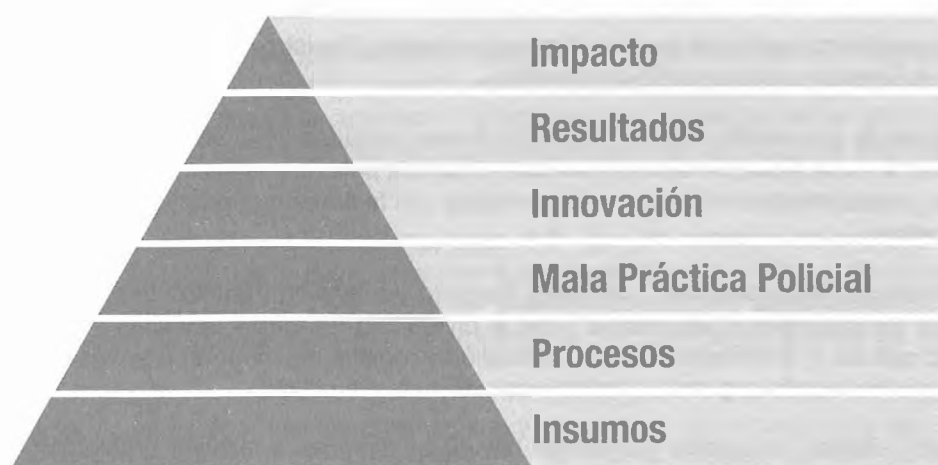 Impacto
Resultados
Innovación
Mala Práctica Policial
Procesos
Insumos